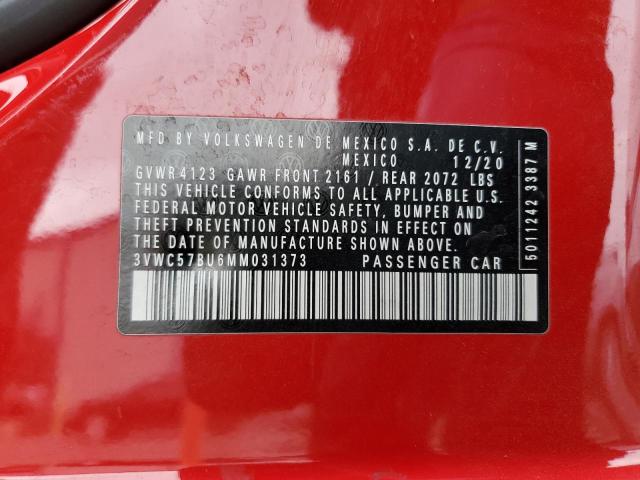 MFD BY VOLKSWAGEN DE MEXICO S.A. DE C.V.
MEXICO 12/20
GVWR 4123 GAWR FRONT 2161 / REAR 2072 LBS
THIS VEHICLE CONFORMS TO ALL APPLICABLE U.S.
FEDERAL MOTOR VEHICLE SAFETY, BUMPER AND
THEFT PREVENTION STANDARDS IN EFFECT ON
THE DATE OF MANUFACTURE SHOWN ABOVE.
3VWC57BU6MM031373 PASSENGER CAR
5011242 3387 M